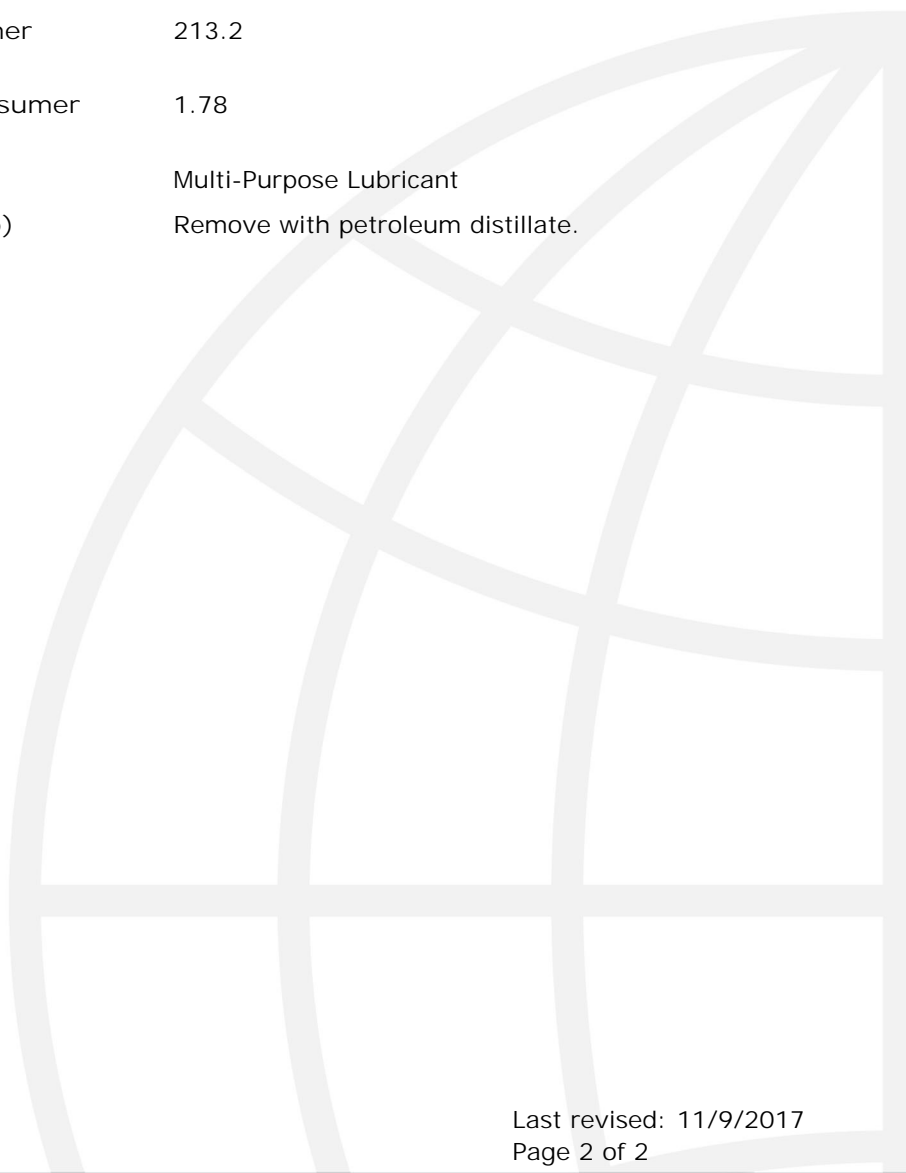 ner 213.2
sumer 1.78
Multi-Purpose Lubricant
) Remove with petroleum distillate.
Last revised: 11/9/2017
Page 2 of 2